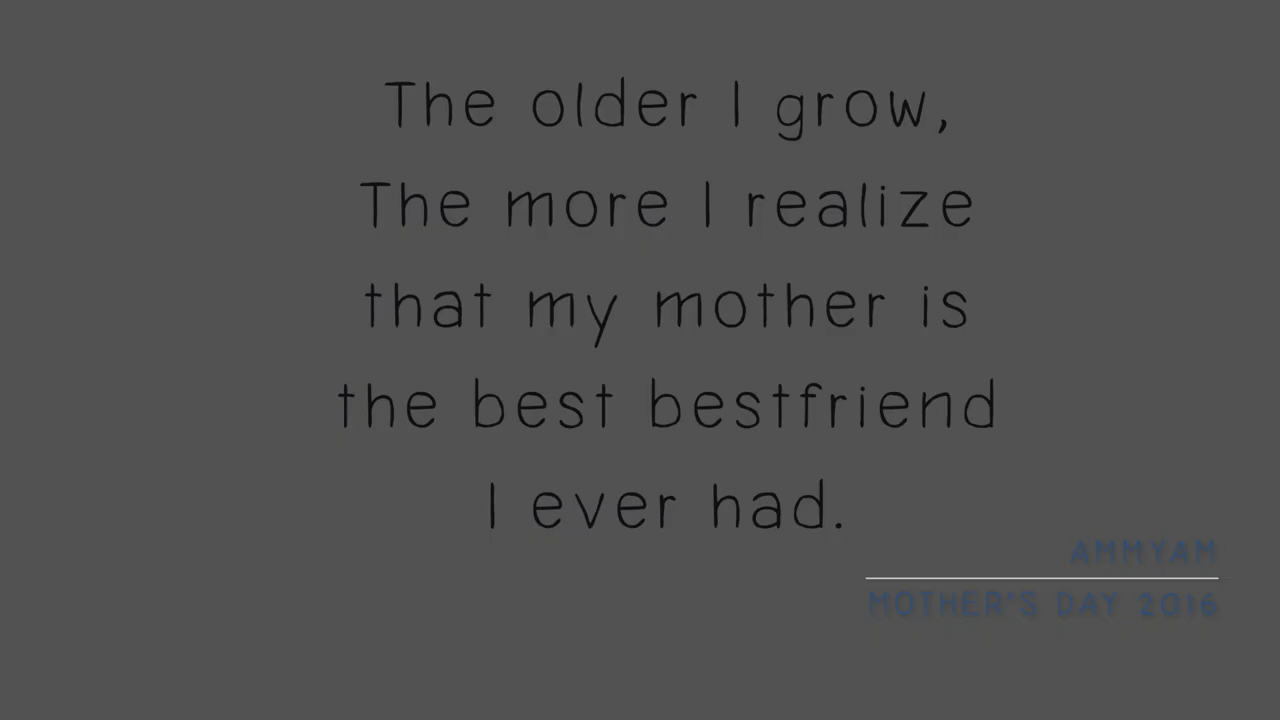 The older I grow,
The more I realize
that my mother is
the best bestfriend
I ever had.
AMMYAM
MOTHER'S DAY 2016